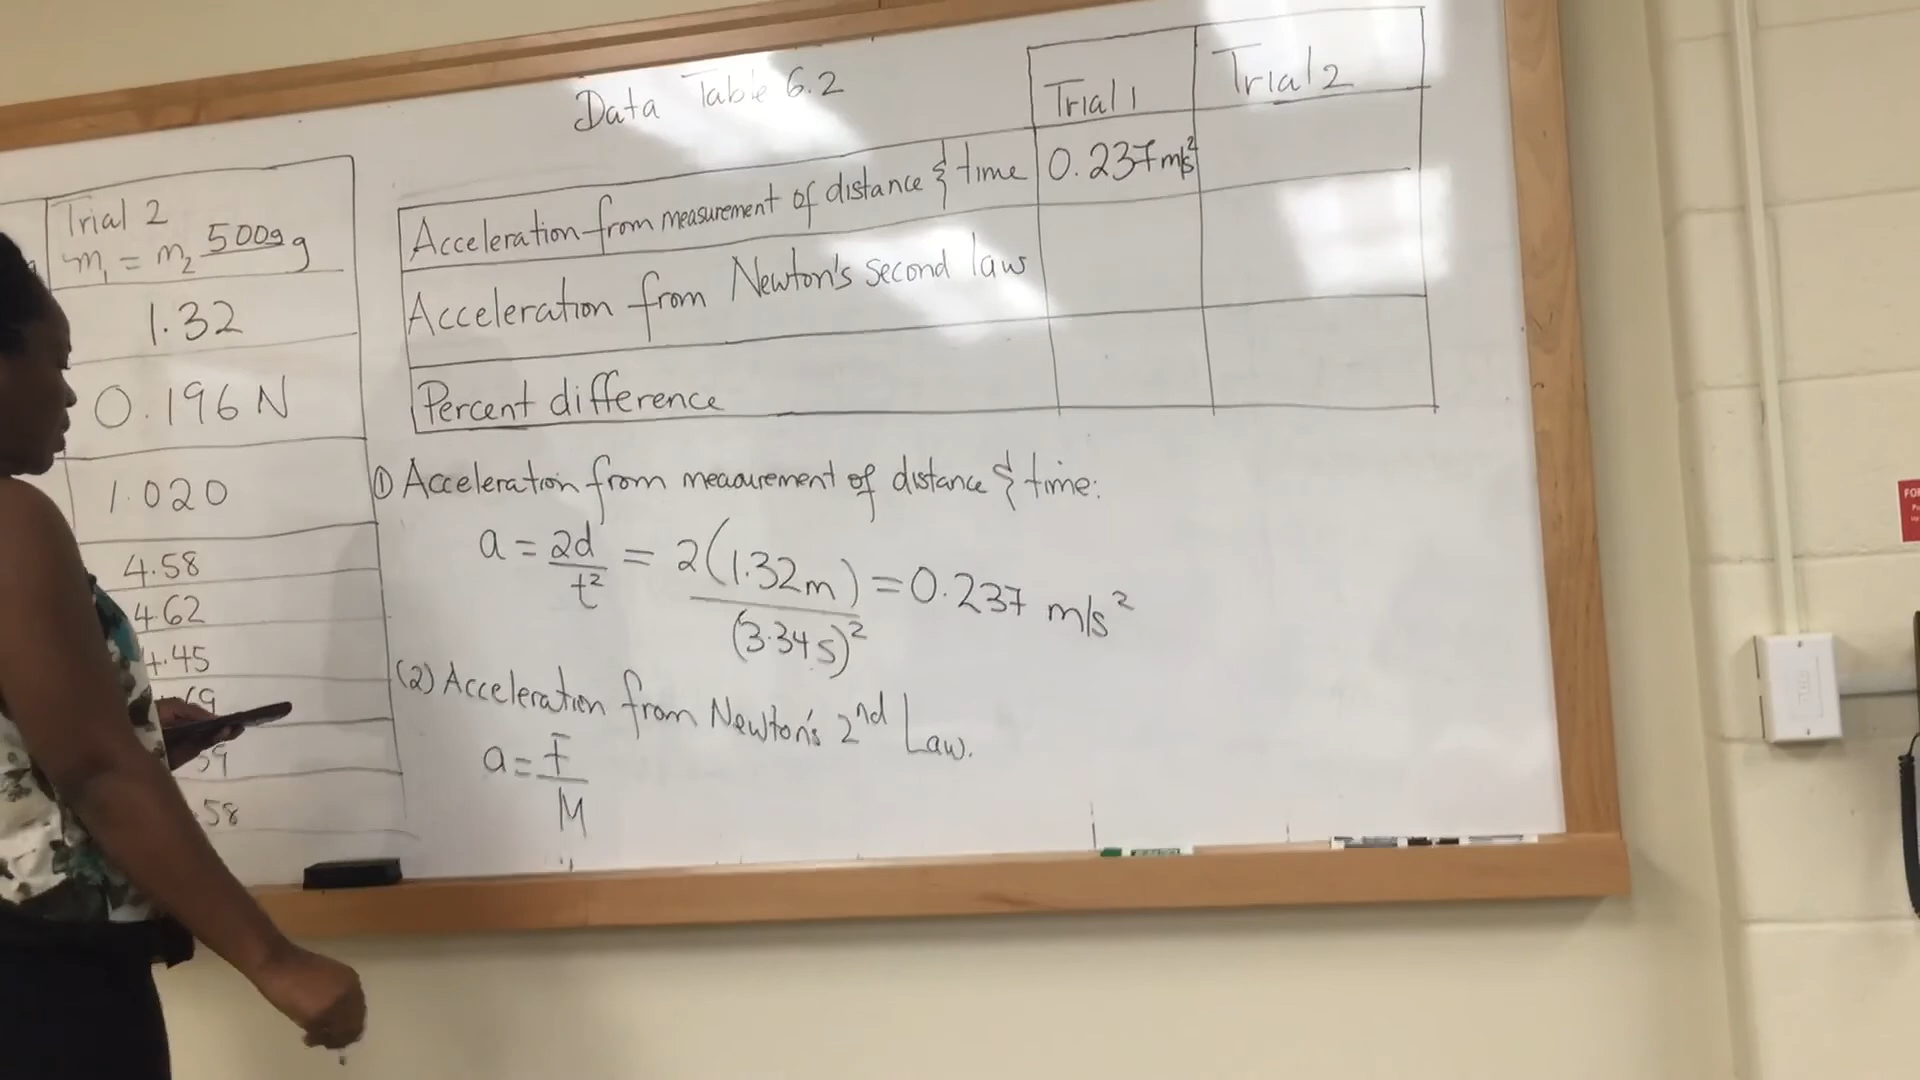 Data Table 6.2
Trial 1
Trial 2
Acceleration from measurement of distance & time
0.237 m/s²
Acceleration from Newton's second law
Percent difference
Trial 2
m₁ = m₂ 500g g
1.32
0.196 N
1.020
4.58
4.62
4.45
69
59
.58
① Acceleration from meaurement of distance & time:
a = 2d/t² = 2(1.32m)/(3.34s)² = 0.237 m/s²
(2) Acceleration from Newton's 2nd Law.
a = F/M